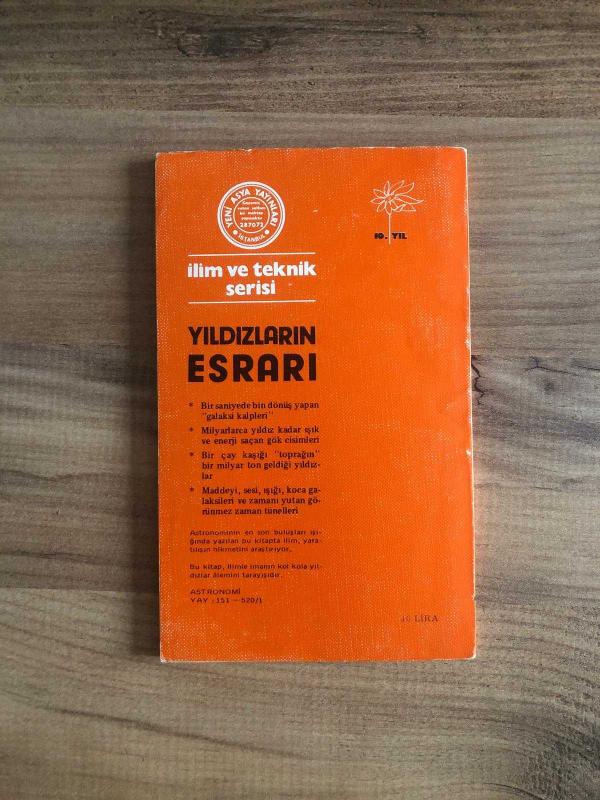 YENİ ASYA YAYINLARI
287072
İSTANBUL
10. YIL
ilim ve teknik
serisi
YILDIZLARIN
ESRARI
* Bir saniyede bin dönüş yapan
"galaksi kalpleri"
* Milyarlarca yıldız kadar ışık
ve enerji saçan gök cisimleri
* Bir çay kaşığı "toprağın"
bir milyar ton geldiği yıldız-
lar
* Maddeyi, sesi, ışığı, koca ga-
laksileri ve zamanı yutan gö-
rünmez zaman tünelleri
Astronominin en son buluşları ışı-
ğında yazılan bu kitapta ilim, yara-
tılışın hikmetini araştırıyor.
Bu kitap, ilimle imanın kol kola yıl-
dızlar âlemini tarayışıdır.
ASTRONOMİ
YAY : 151 — 520/1
LİRA